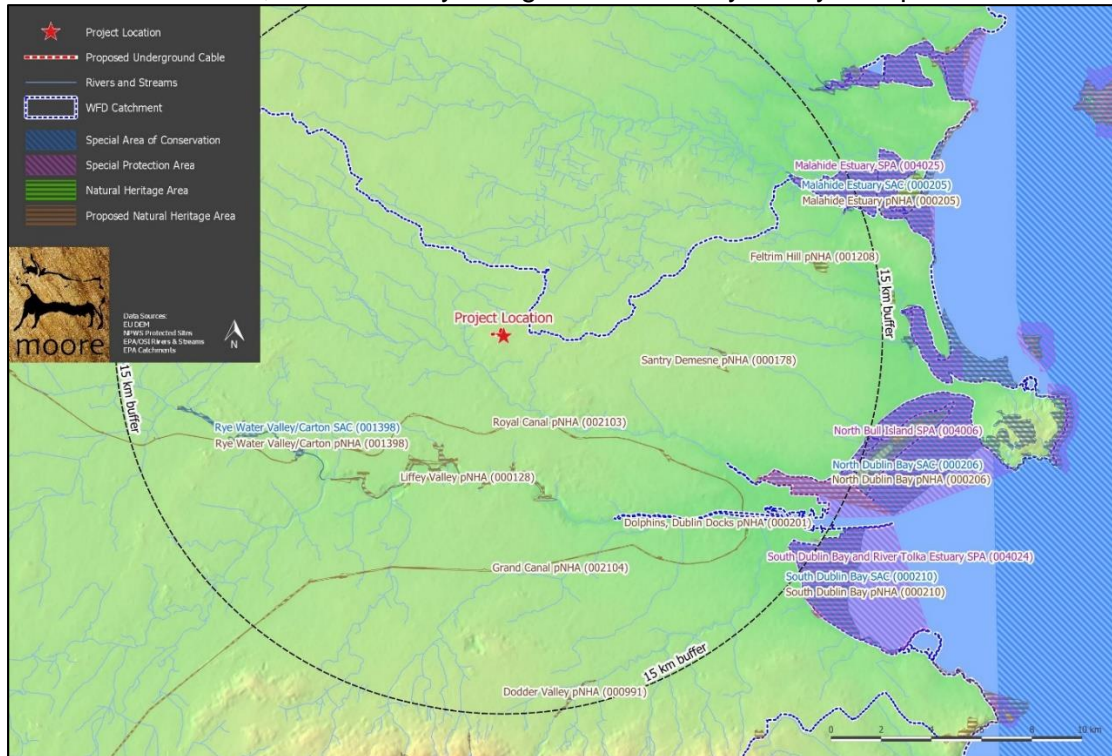 Project Location
Proposed Underground Cable
Rivers and Streams
WFD Catchment
Special Area of Conservation
Special Protection Area
Natural Heritage Area
Proposed Natural Heritage Area
moore
Data Sources:
EU DEM
NPWS Protected Sites
EPA/OSI Rivers & Streams
EPA Catchments
N
Malahide Estuary SPA (004025)
Malahide Estuary SAC (000205)
Malahide Estuary pNHA (000205)
Feltrim Hill pNHA (001208)
15 km buffer
Project Location
Santry Demesne pNHA (000178)
15 km buffer
Rye Water Valley/Carton SAC (001398)
Rye Water Valley/Carton pNHA (001398)
Royal Canal pNHA (002103)
Liffey Valley pNHA (000128)
North Bull Island SPA (004006)
North Dublin Bay SAC (000206)
North Dublin Bay pNHA (000206)
Dolphins, Dublin Docks pNHA (000201)
South Dublin Bay and River Tolka Estuary SPA (004024)
Grand Canal pNHA (002104)
South Dublin Bay SAC (000210)
South Dublin Bay pNHA (000210)
15 km buffer
Dodder Valley pNHA (000991)
0 2 4 6 8 10 km